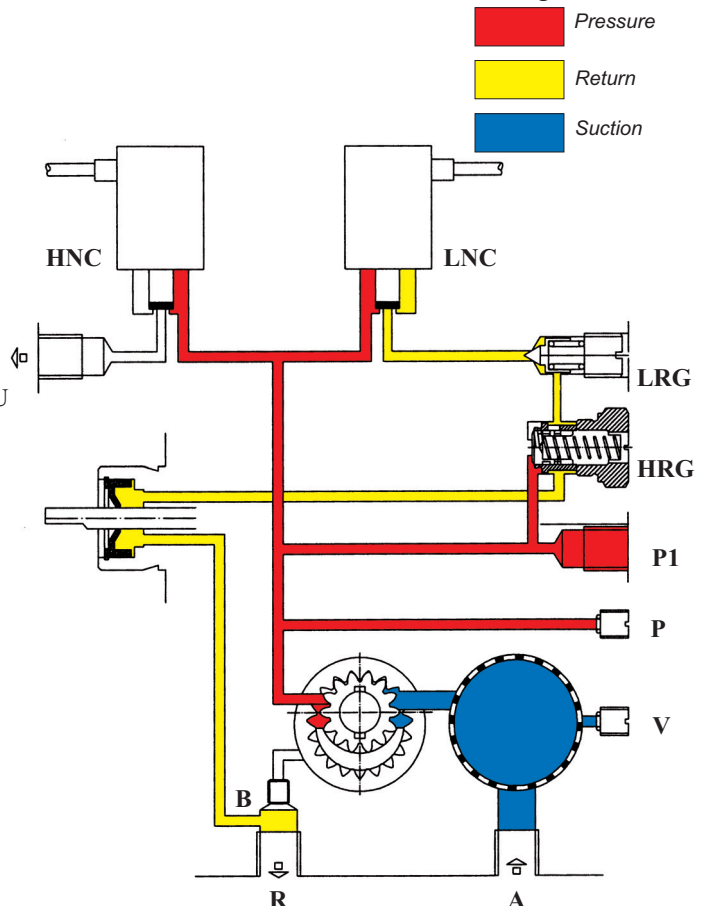 Pressure
Return
Suction
HNC
LNC
U
LRG
HRG
P1
P
V
B
R
A